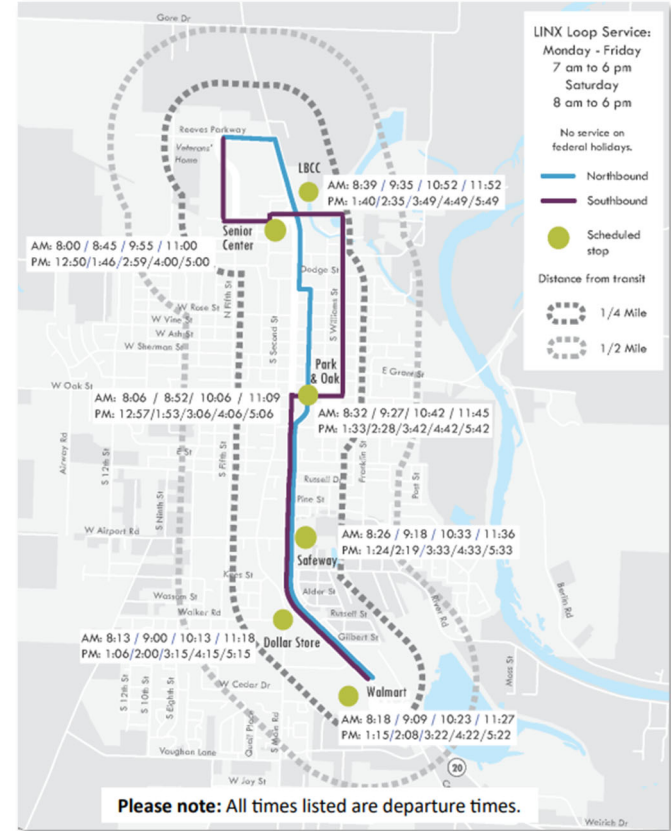 Gore Dr
LINX Loop Service:
Monday - Friday
7 am to 6 pm
Saturday
8 am to 6 pm
No service on
federal holidays.
Northbound
Southbound
Scheduled
stop
Distance from transit
1/4 Mile
1/2 Mile
Reeves Parkway
Veterans'
Home
LBCC
AM: 8:39 / 9:35 / 10:52 / 11:52
PM: 1:40/2:35/3:49/4:49/5:49
Senior
Center
AM: 8:00 / 8:45 / 9:55 / 11:00
PM: 12:50/1:46/2:59/4:00/5:00
Dodge St
N Fifth St
W Rose St
W Vine St
W Ash St
W Sherman St
S Second St
S Williams St
Park
& Oak
E Grant St
W Oak St
AM: 8:06 / 8:52/ 10:06 / 11:09
PM: 12:57/1:53/3:06/4:06/5:06
AM: 8:32 / 9:27/ 10:42 / 11:45
PM: 1:33/2:28/3:42/4:42/5:42
Airway Rd
S 12th St
S Ninth St
S Fifth St
Franklin St
Post St
Russell D
Pine St
W Airport Rd
AM: 8:26 / 9:18 / 10:33 / 11:36
PM: 1:24/2:19/3:33/4:33/5:33
Safeway
Kees St
Wassom St
Walker Rd
Alder St
Russell St
Gilbert St
River Rd
Berlin Rd
AM: 8:13 / 9:00 / 10:13 / 11:18
PM: 1:06/2:00/3:15/4:15/5:15
Dollar Store
S 12th St
S 10th St
S Eighth St
W Cedar Dr
Quail Place
S Main Rd
Walmart
Moss St
AM: 8:18 / 9:09 / 10:23 / 11:27
PM: 1:15/2:08/3:22/4:22/5:22
Vaughan Lane
20
W Joy St
Please note: All times listed are departure times.
Weirich Dr